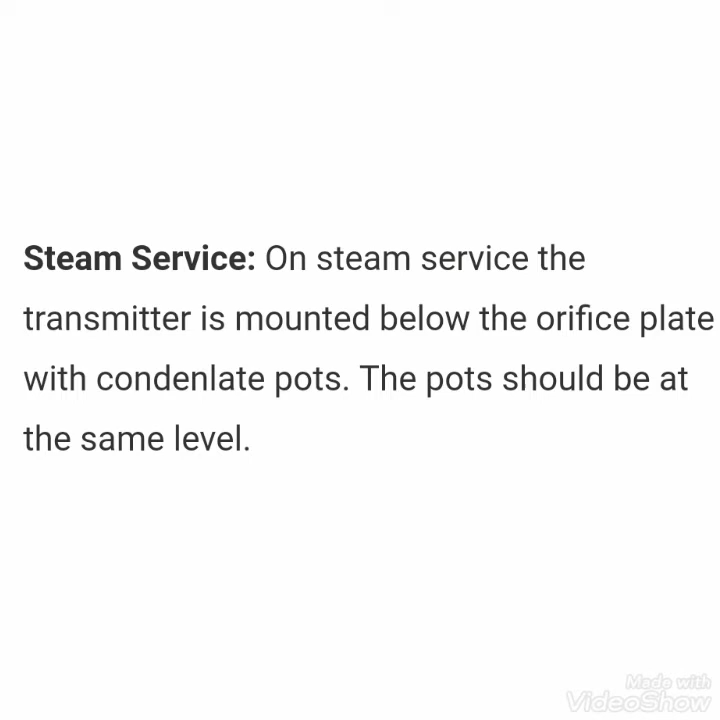 Steam Service: On steam service the
transmitter is mounted below the orifice plate
with condenlate pots. The pots should be at
the same level.
Made with
VideoShow